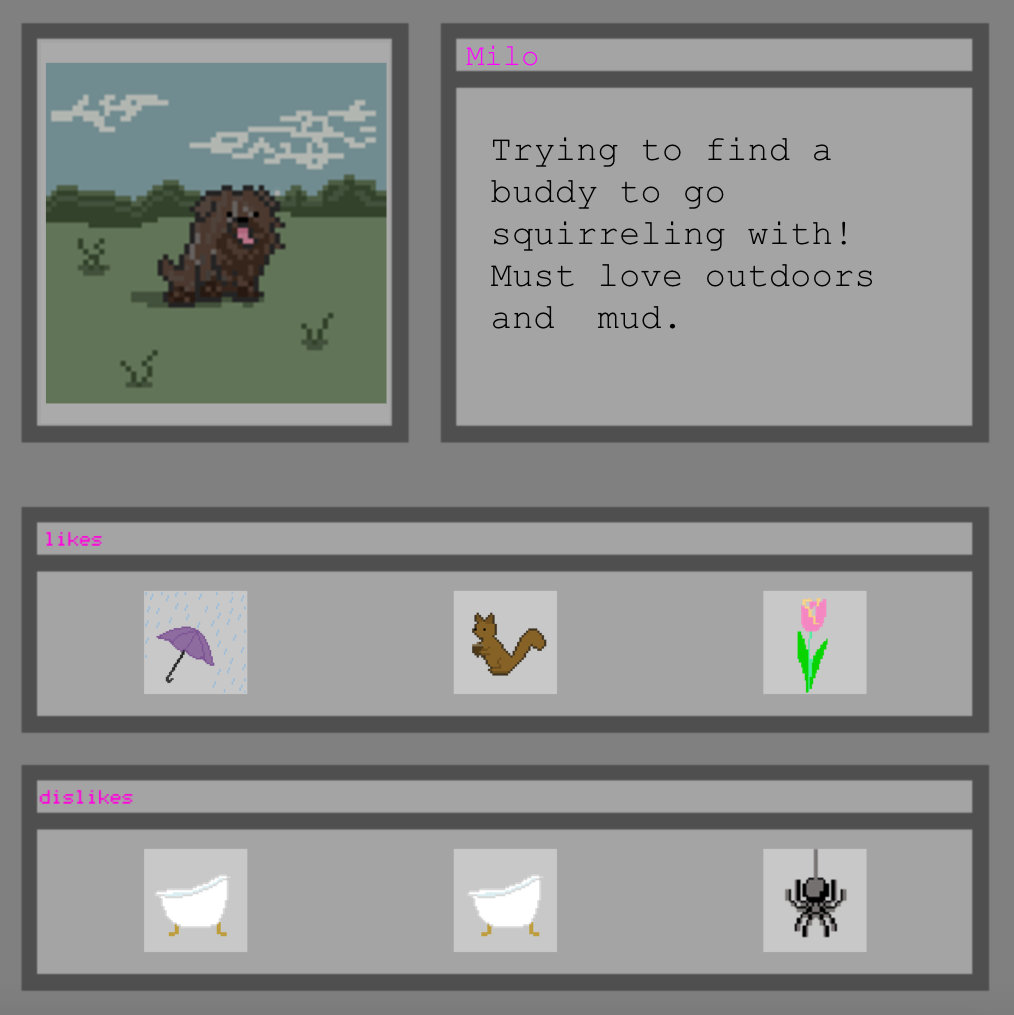 Milo
Trying to find a
buddy to go
squirreling with!
Must love outdoors
and  mud.
likes
dislikes